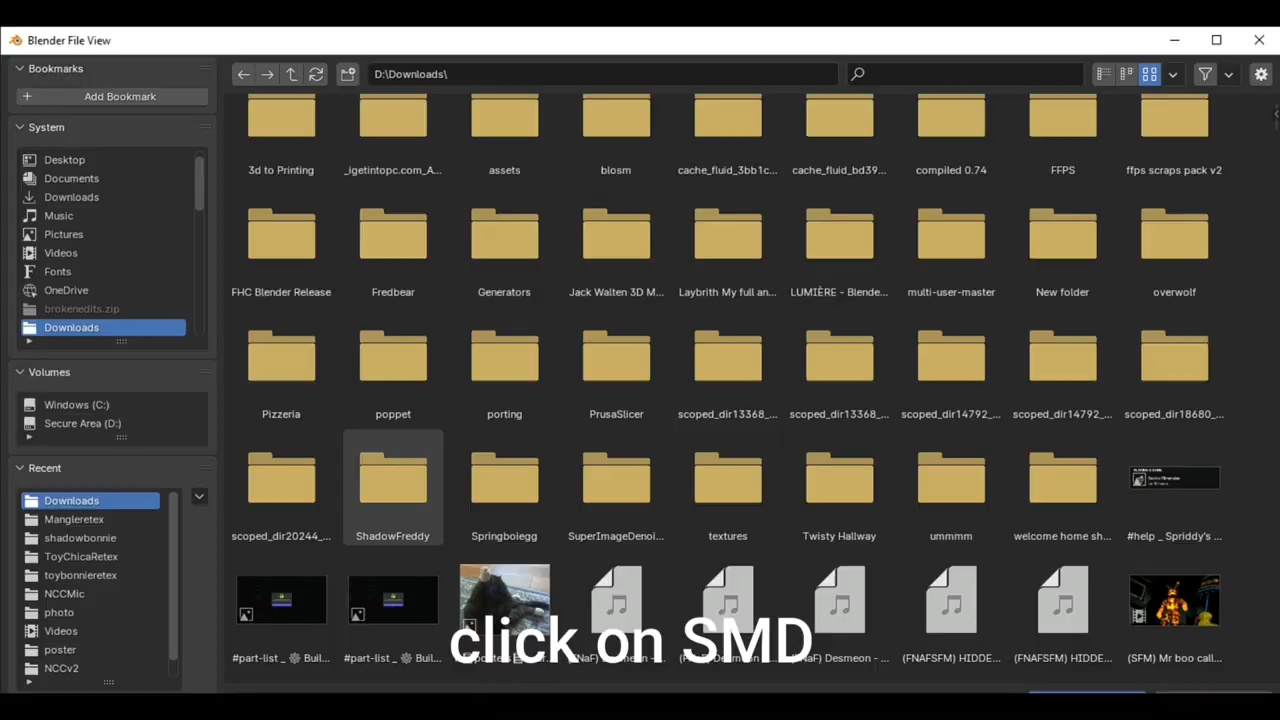 Blender File View
Bookmarks
Add Bookmark
System
Desktop
Documents
Downloads
Music
Pictures
Videos
Fonts
OneDrive
brokenedits.zip
Downloads
Volumes
Windows (C:)
Secure Area (D:)
Recent
Downloads
Mangleretex
shadowbonnie
ToyChicaRetex
toybonnieretex
NCCMic
photo
Videos
poster
NCCv2
D:\Downloads\
3d to Printing
_igetintopc.com_A...
assets
blosm
cache_fluid_3bb1c...
cache_fluid_bd39...
compiled 0.74
FFPS
ffps scraps pack v2
FHC Blender Release
Fredbear
Generators
Jack Walten 3D M...
Laybrith My full an...
LUMIÈRE - Blende...
multi-user-master
New folder
overwolf
Pizzeria
poppet
porting
PrusaSlicer
scoped_dir13368_...
scoped_dir13368_...
scoped_dir14792_...
scoped_dir14792_...
scoped_dir18680_...
scoped_dir20244_...
ShadowFreddy
Springboiegg
SuperImageDenoi...
textures
Twisty Hallway
ummmm
welcome home sh...
#help _ Spriddy's ...
#part-list _ ⚙ Buil...
#part-list _ ⚙ Buil...
(FNAFSFM) HIDDE...
(FNAFSFM) HIDDE...
(SFM) Mr boo call...
click on SMD